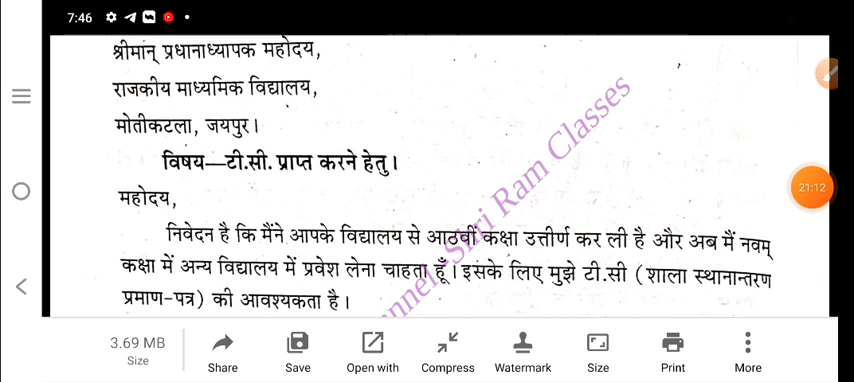 7:46
श्रीमान् प्रधानाध्यापक महोदय,
राजकीय माध्यमिक विद्यालय,
मोतीकटला, जयपुर।
विषय—टी.सी. प्राप्त करने हेतु।
महोदय,
निवेदन है कि मैंने आपके विद्यालय से आठवीं कक्षा उत्तीर्ण कर ली है और अब मैं नवम्
कक्षा में अन्य विद्यालय में प्रवेश लेना चाहता हूँ। इसके लिए मुझे टी.सी (शाला स्थानान्तरण
प्रमाण-पत्र) की आवश्यकता है।
Shri Ram Classes
21:12
3.69 MB
Size
Share
Save
Open with
Compress
Watermark
Size
Print
More